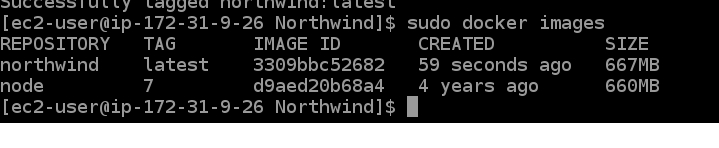 Successfully tagged northwind:latest
[ec2-user@ip-172-31-9-26 Northwind]$ sudo docker images
REPOSITORY TAG IMAGE ID CREATED SIZE
northwind latest 3309bbc52682 59 seconds ago 667MB
node 7 d9aed20b68a4 4 years ago 660MB
[ec2-user@ip-172-31-9-26 Northwind]$